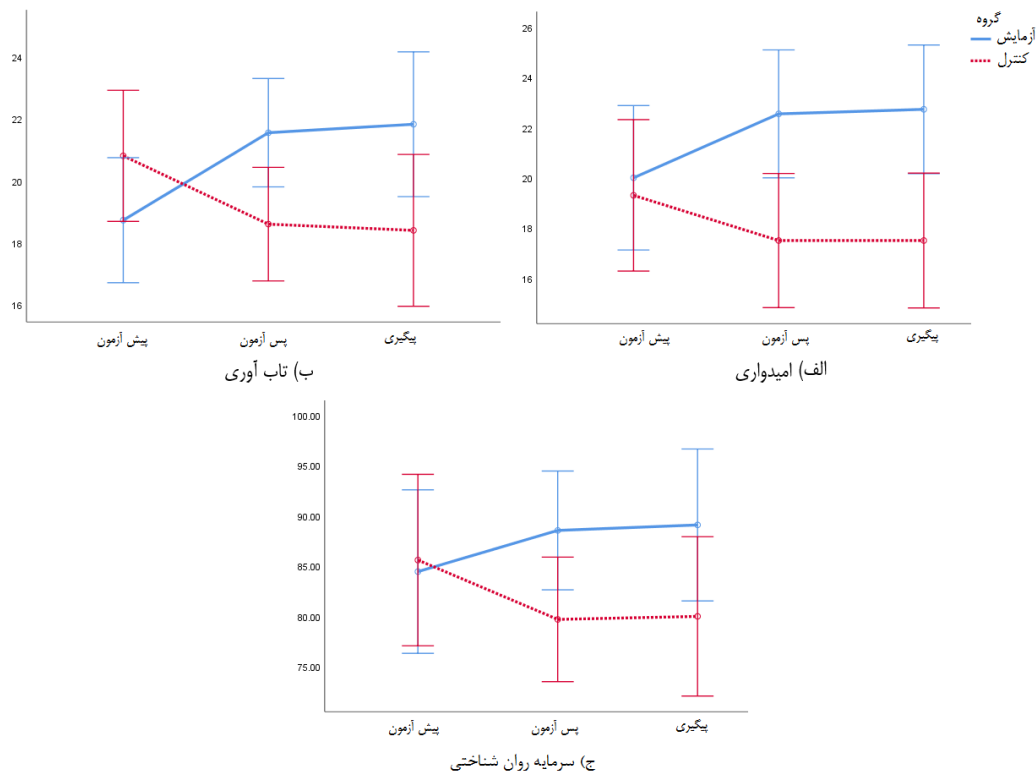 گروه
آزمایش
کنترل
26
24
22
20
18
16
پیش آزمون
پس آزمون
پیگیری
الف) امیدواری
24
22
20
18
16
پیش آزمون
پس آزمون
پیگیری
ب) تاب آوری
100.00
95.00
90.00
85.00
80.00
75.00
پیش آزمون
پس آزمون
پیگیری
ج) سرمایه روان شناختی